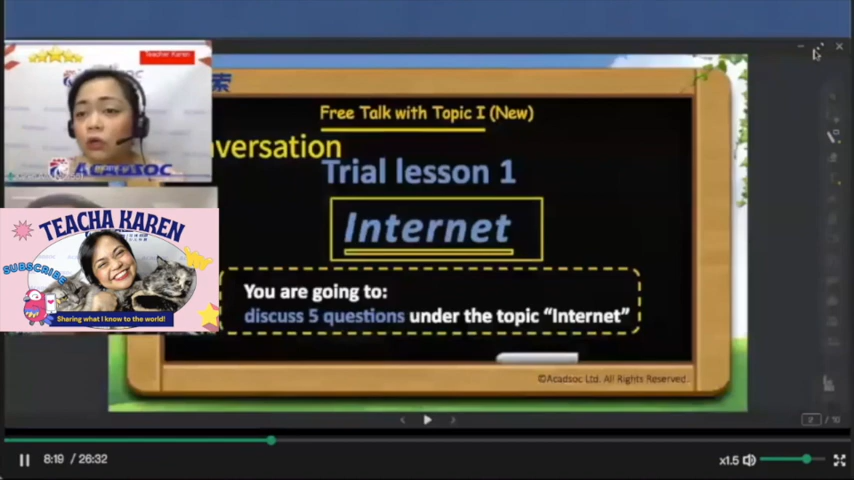 Teacher Karen
ACADSOC
索
Free Talk with Topic I (New)
nversation
Trial lesson 1
Internet
You are going to:
discuss 5 questions under the topic “Internet”
©Acadsoc Ltd. All Rights Reserved.
TEACHA KAREN
SUBSCRIBE
Sharing what I know to the world!
2 / 10
8:19 / 26:32
x1.5